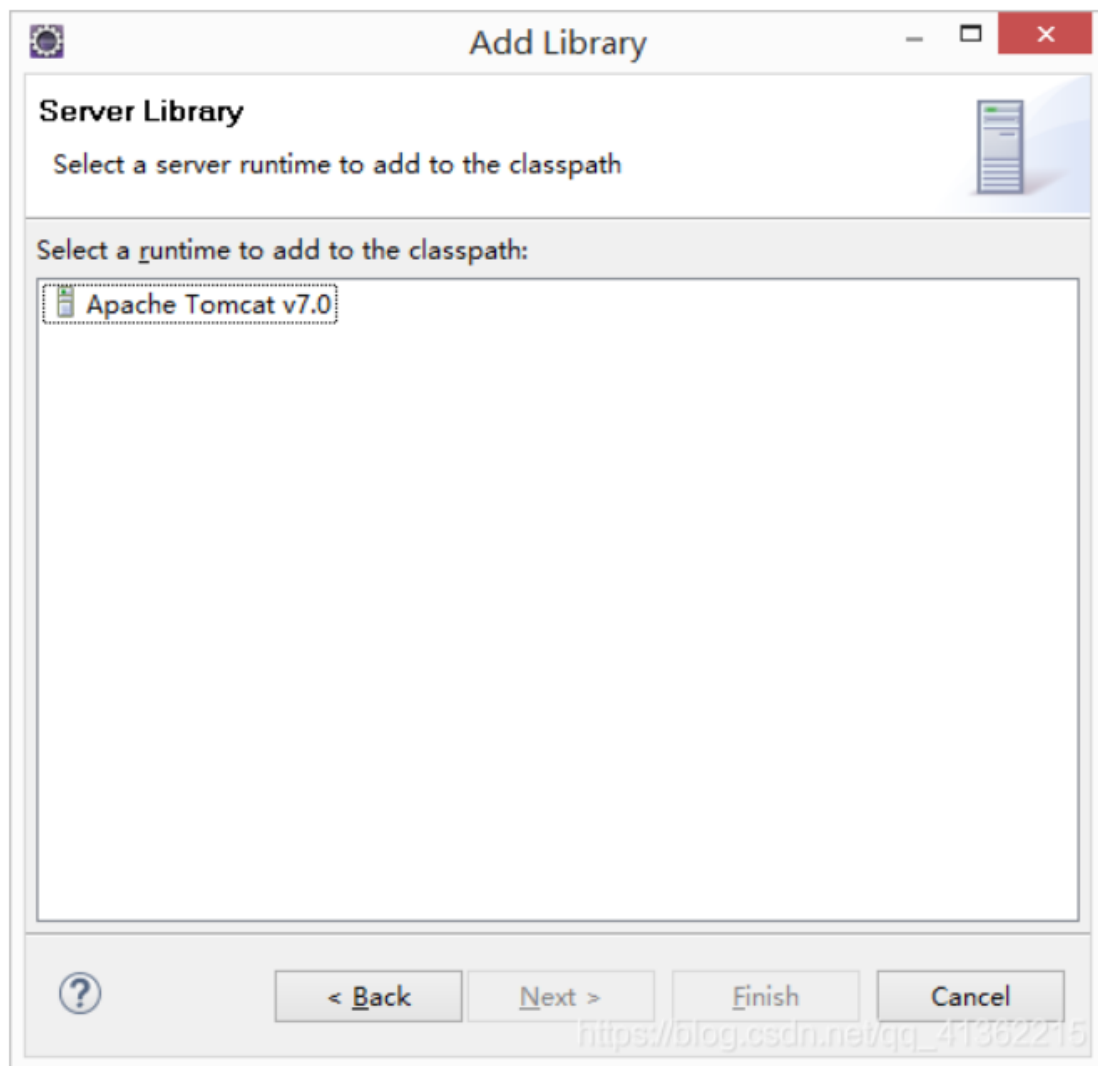 Add Library
Server Library
Select a server runtime to add to the classpath
Select a runtime to add to the classpath:
Apache Tomcat v7.0
< Back Next > Finish Cancel
https://blog.csdn.net/qq_41362215